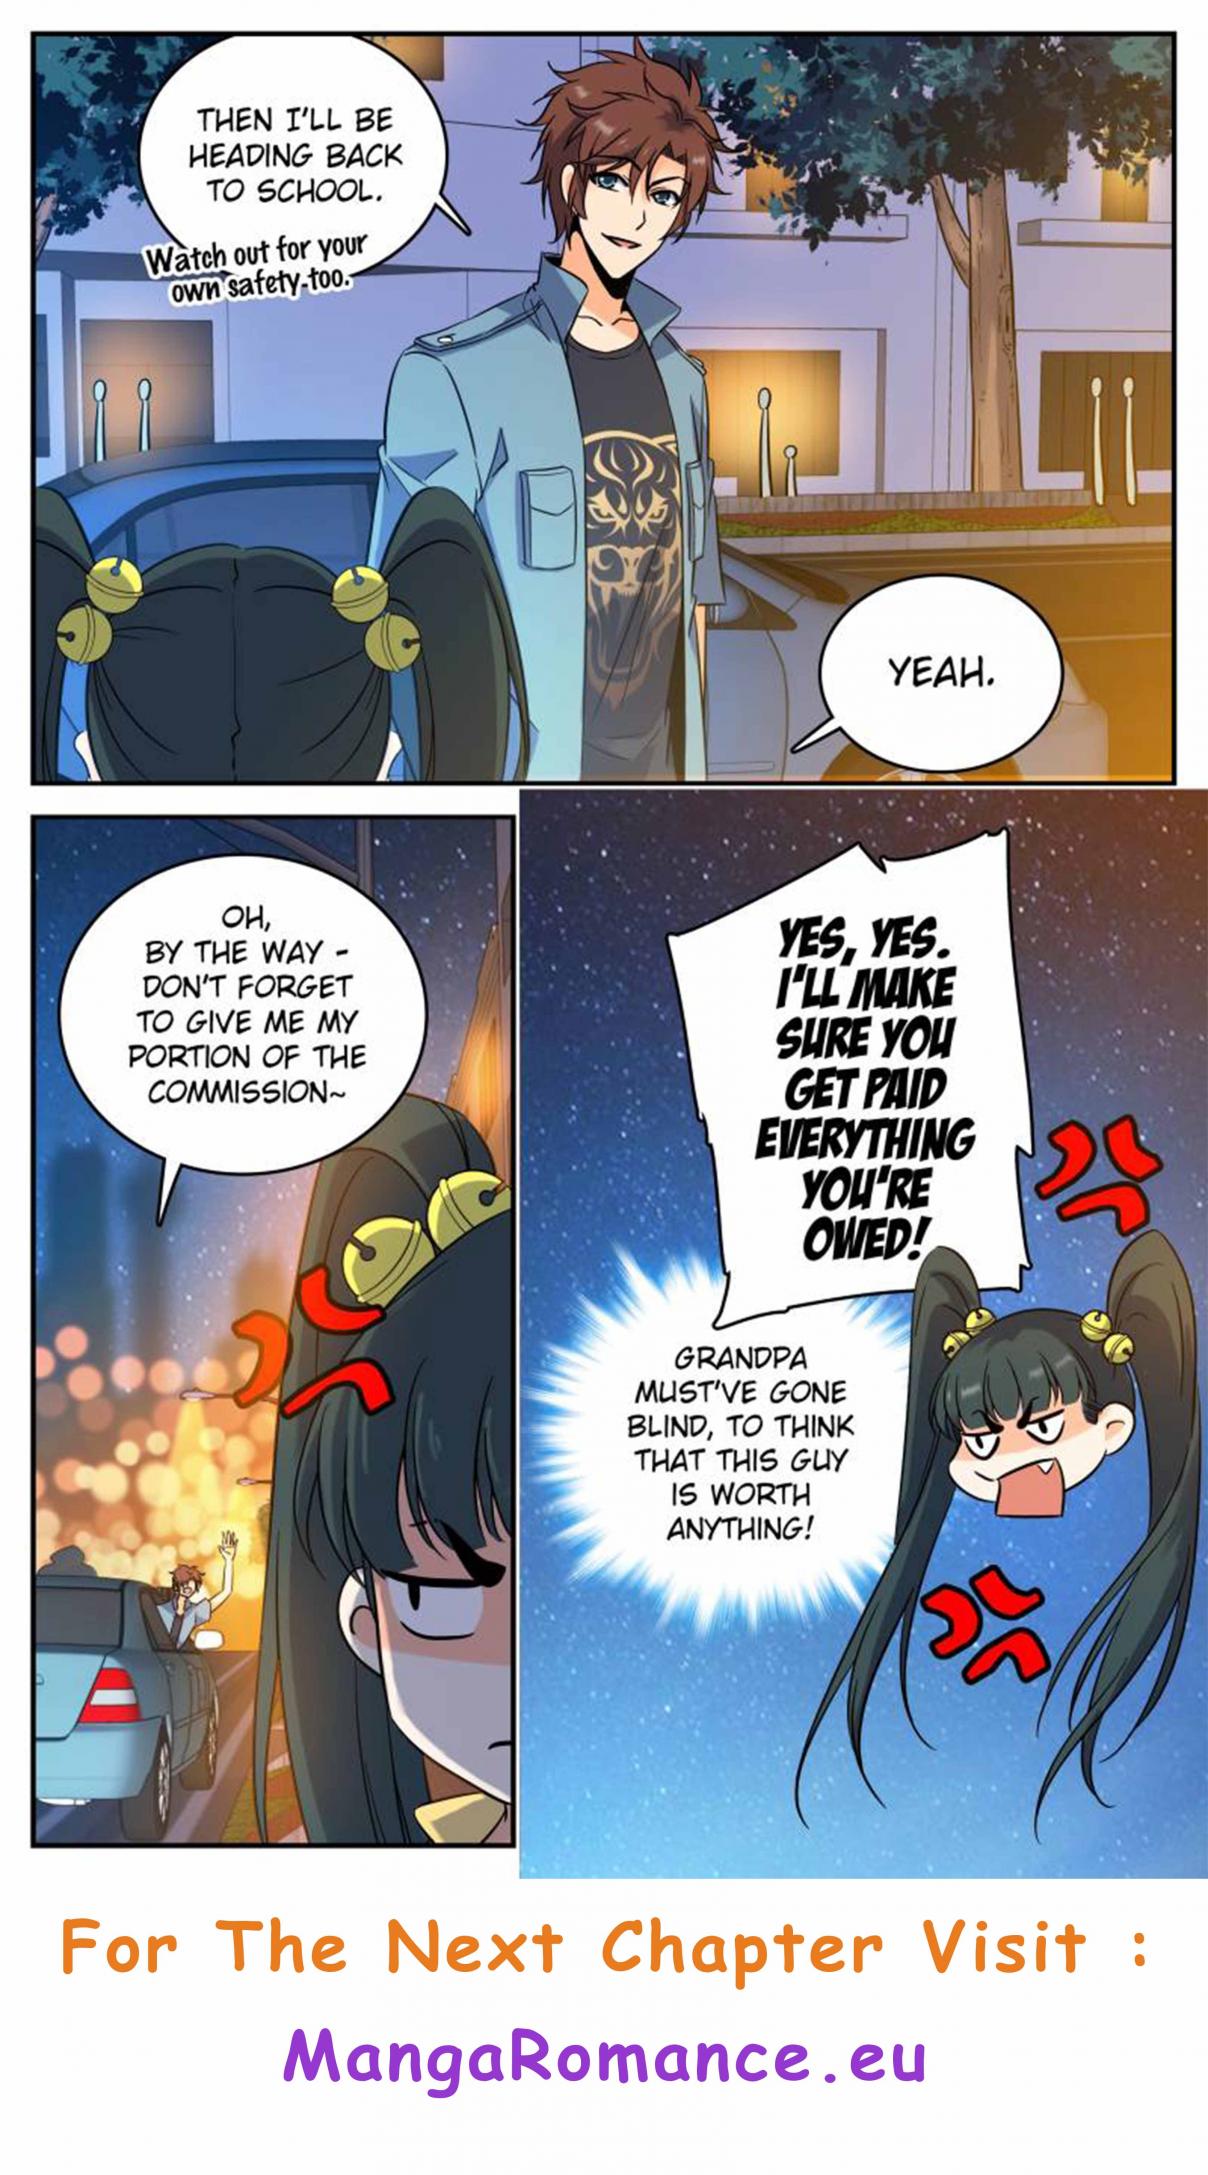 THEN I'LL BE
HEADING BACK
TO SCHOOL.
Watch out for your
own safety too.
YEAH.
OH,
BY THE WAY -
DON'T FORGET
TO GIVE ME MY
PORTION OF THE
COMMISSION~
YES, YES.
I'LL MAKE
SURE YOU
GET PAID
EVERYTHING
YOU'RE
OWED!
GRANDPA
MUST'VE GONE
BLIND, TO THINK
THAT THIS GUY
IS WORTH
ANYTHING!
For The Next Chapter Visit :
MangaRomance.eu